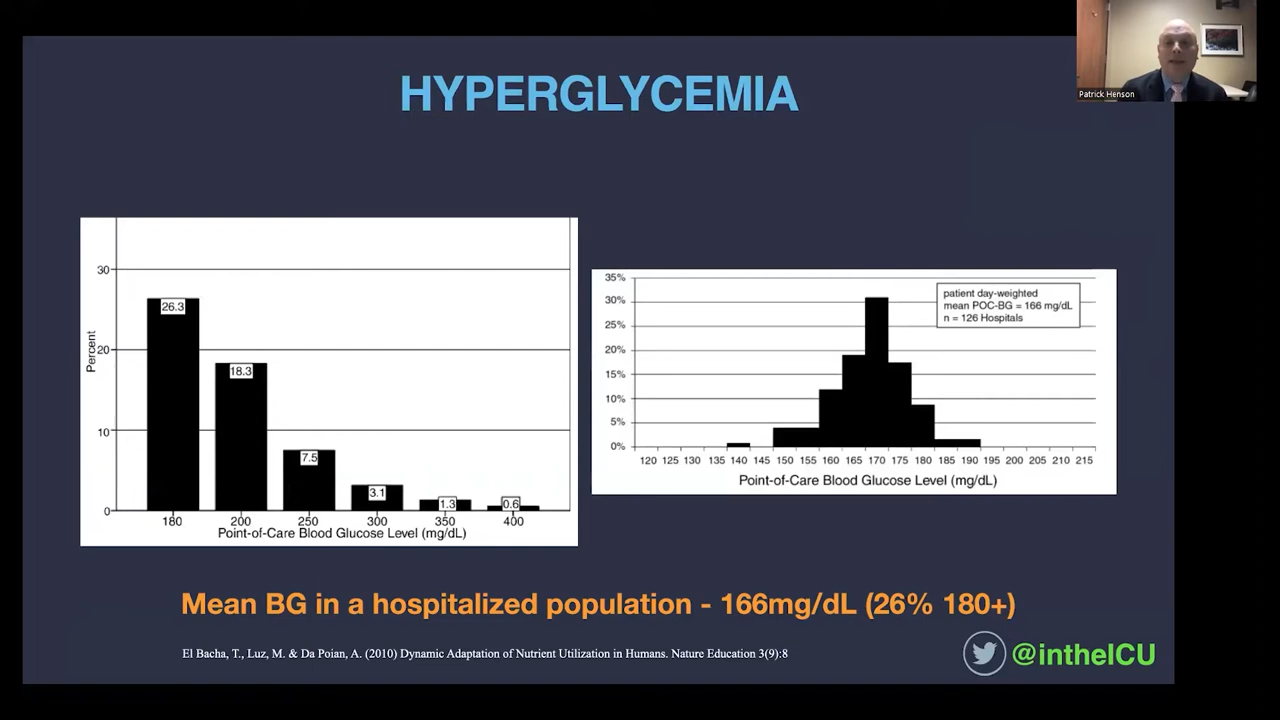 HYPERGLYCEMIA
Patrick Henson
30
20
10
0
Percent
26.3
18.3
7.5
3.1
1.3
0.6
180 200 250 300 350 400
Point-of-Care Blood Glucose Level (mg/dL)
35%
30%
25%
20%
15%
10%
5%
0%
patient day-weighted
mean POC-BG = 166 mg/dL
n = 126 Hospitals
120 125 130 135 140 145 150 155 160 165 170 175 180 185 190 195 200 205 210 215
Point-of-Care Blood Glucose Level (mg/dL)
Mean BG in a hospitalized population - 166mg/dL (26% 180+)
El Bacha, T., Luz, M. & Da Poian, A. (2010) Dynamic Adaptation of Nutrient Utilization in Humans. Nature Education 3(9):8
@intheICU